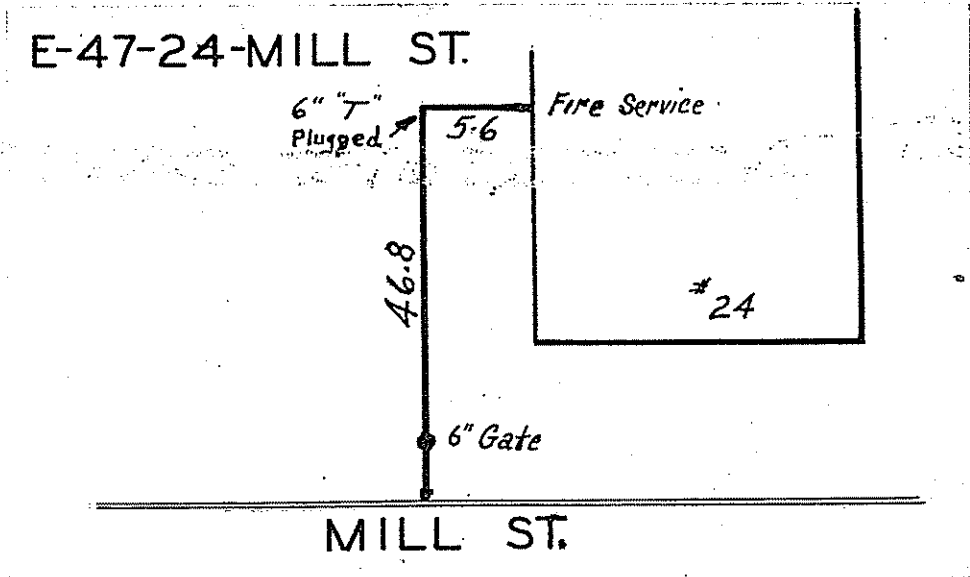 E-47-24-MILL ST.
6" "T"
Plugged
5.6
Fire Service
46.8
#24
6" Gate
MILL ST.